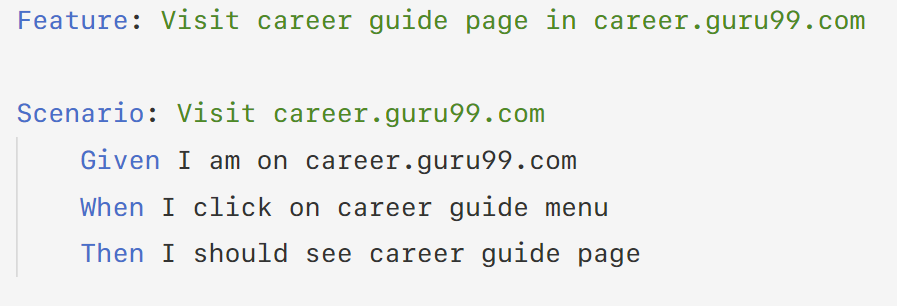 Feature: Visit career guide page in career.guru99.com
Scenario: Visit career.guru99.com
Given I am on career.guru99.com
When I click on career guide menu
Then I should see career guide page